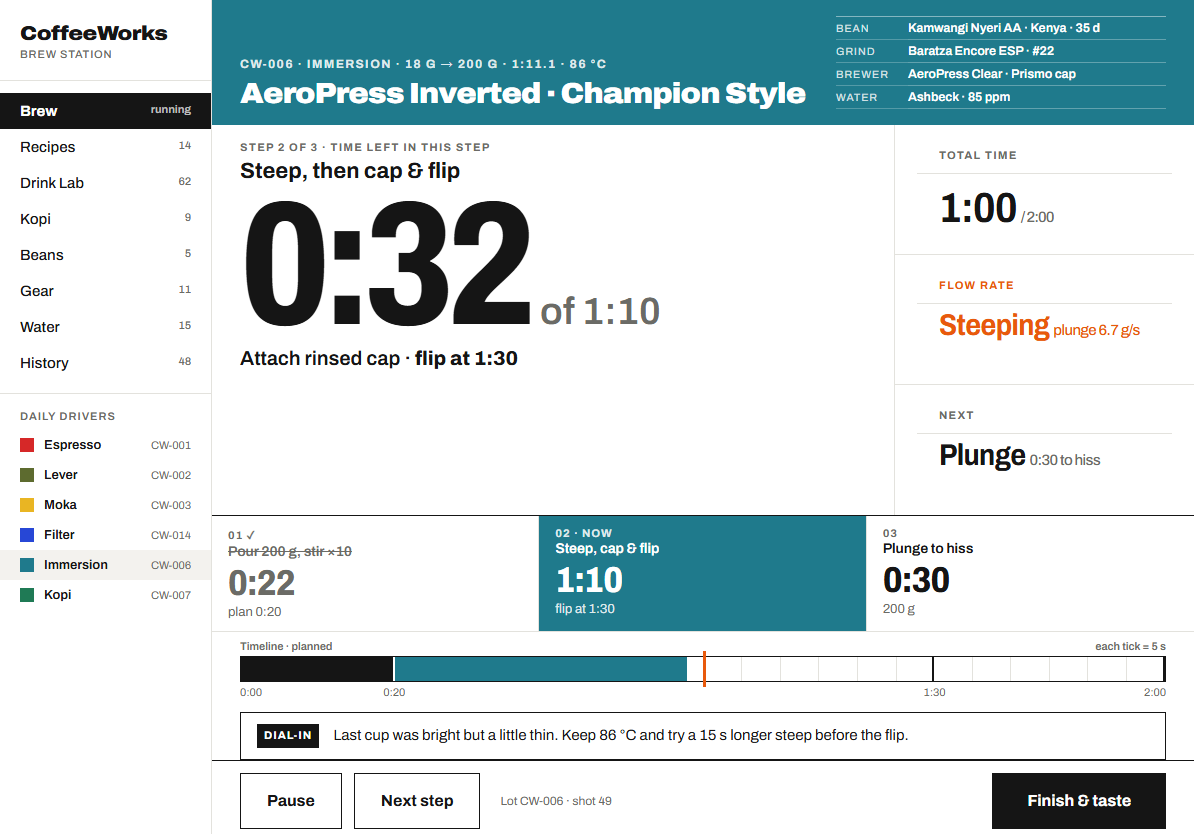 CoffeeWorks
BREW STATION
Brew running
Recipes 14
Drink Lab 62
Kopi 9
Beans 5
Gear 11
Water 15
History 48
DAILY DRIVERS
Espresso CW-001
Lever CW-002
Moka CW-003
Filter CW-014
Immersion CW-006
Kopi CW-007
CW-006 · IMMERSION · 18 G → 200 G · 1:11.1 · 86 °C
AeroPress Inverted · Champion Style
BEAN Kamwangi Nyeri AA · Kenya · 35 d
GRIND Baratza Encore ESP · #22
BREWER AeroPress Clear · Prismo cap
WATER Ashbeck · 85 ppm
STEP 2 OF 3 · TIME LEFT IN THIS STEP
Steep, then cap & flip
0:32 of 1:10
Attach rinsed cap · flip at 1:30
TOTAL TIME
1:00 / 2:00
FLOW RATE
Steeping plunge 6.7 g/s
NEXT
Plunge 0:30 to hiss
01 ✓
Pour 200 g, stir ×10
0:22
plan 0:20
02 · NOW
Steep, cap & flip
1:10
flip at 1:30
03
Plunge to hiss
0:30
200 g
Timeline · planned each tick = 5 s
0:00 0:20 1:30 2:00
DIAL-IN Last cup was bright but a little thin. Keep 86 °C and try a 15 s longer steep before the flip.
Pause Next step Lot CW-006 · shot 49 Finish & taste